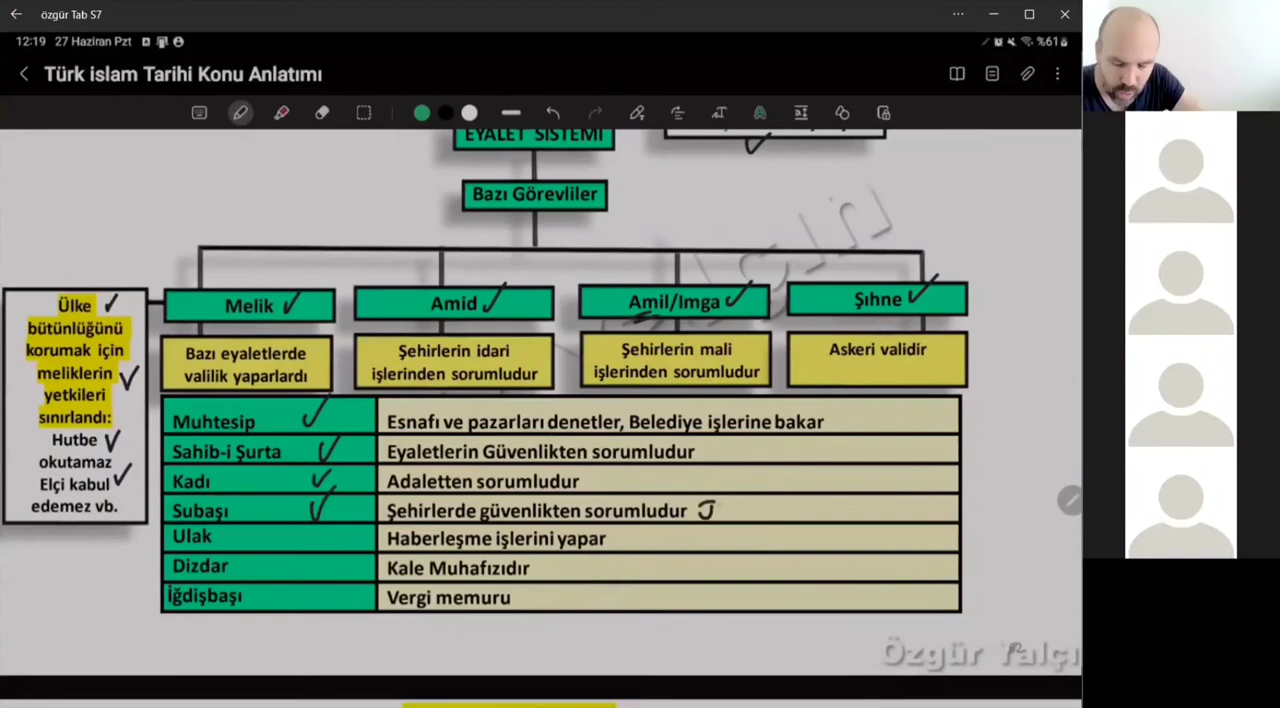 özgür Tab S7
12:19 27 Haziran Pzt
%61
Türk islam Tarihi Konu Anlatımı
EYALET SİSTEMİ
Bazı Görevliler
Melik
Amid
Amil/Imga
Şıhne
Bazı eyaletlerde
valilik yaparlardı
Şehirlerin idari
işlerinden sorumludur
Şehirlerin mali
işlerinden sorumludur
Askeri validir
Ülke
bütünlüğünü
korumak için
meliklerin
yetkileri
sınırlandı:
Hutbe
okutamaz
Elçi kabul
edemez vb.
Muhtesip Esnafı ve pazarları denetler, Belediye işlerine bakar
Sahib-i Şurta Eyaletlerin Güvenlikten sorumludur
Kadı Adaletten sorumludur
Subaşı Şehirlerde güvenlikten sorumludur
Ulak Haberleşme işlerini yapar
Dizdar Kale Muhafızıdır
İğdişbaşı Vergi memuru
Özgür Yalçı